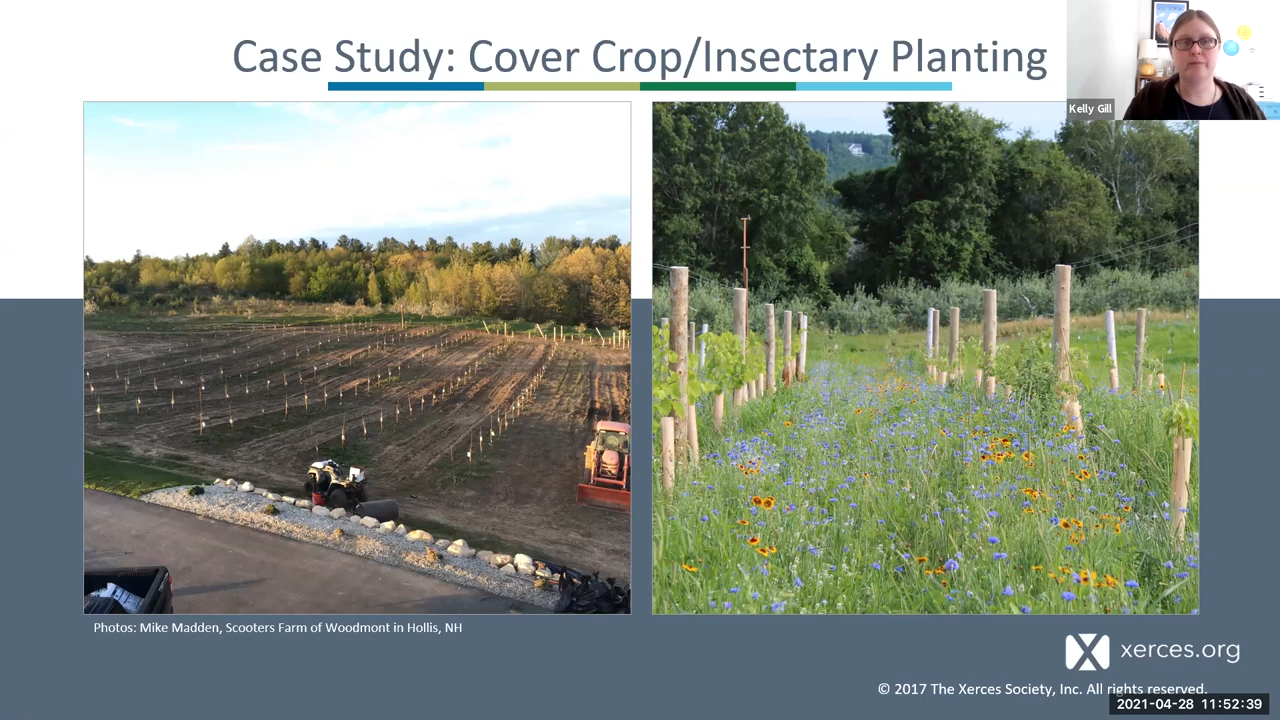 Case Study: Cover Crop/Insectary Planting
Kelly Gill
Photos: Mike Madden, Scooters Farm of Woodmont in Hollis, NH
xerces.org
© 2017 The Xerces Society, Inc. All rights reserved.
2021-04-28 11:52:39